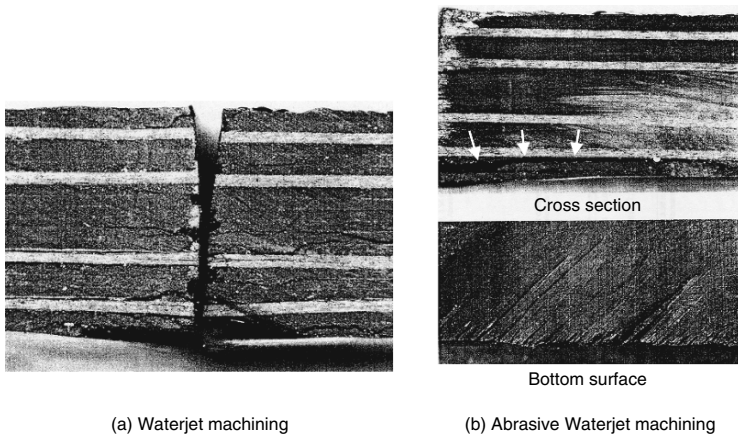 Cross section
Bottom surface
(a) Waterjet machining
(b) Abrasive Waterjet machining